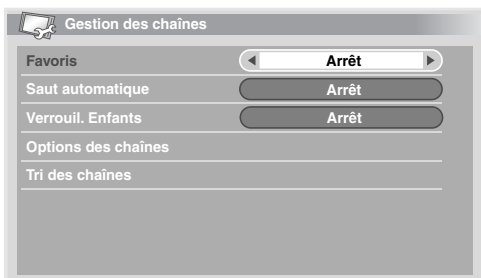 Gestion des chaînes
Favoris Arrêt
Saut automatique Arrêt
Verrouil. Enfants Arrêt
Options des chaînes
Tri des chaînes